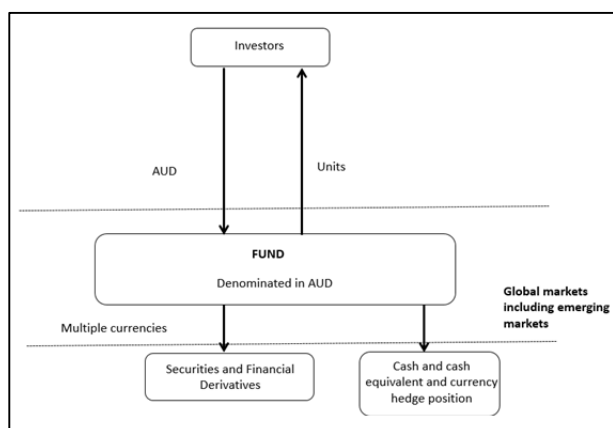 Investors
AUD
Units
FUND
Denominated in AUD
Global markets
including emerging
markets
Multiple currencies
Securities and Financial
Derivatives
Cash and cash
equivalent and currency
hedge position